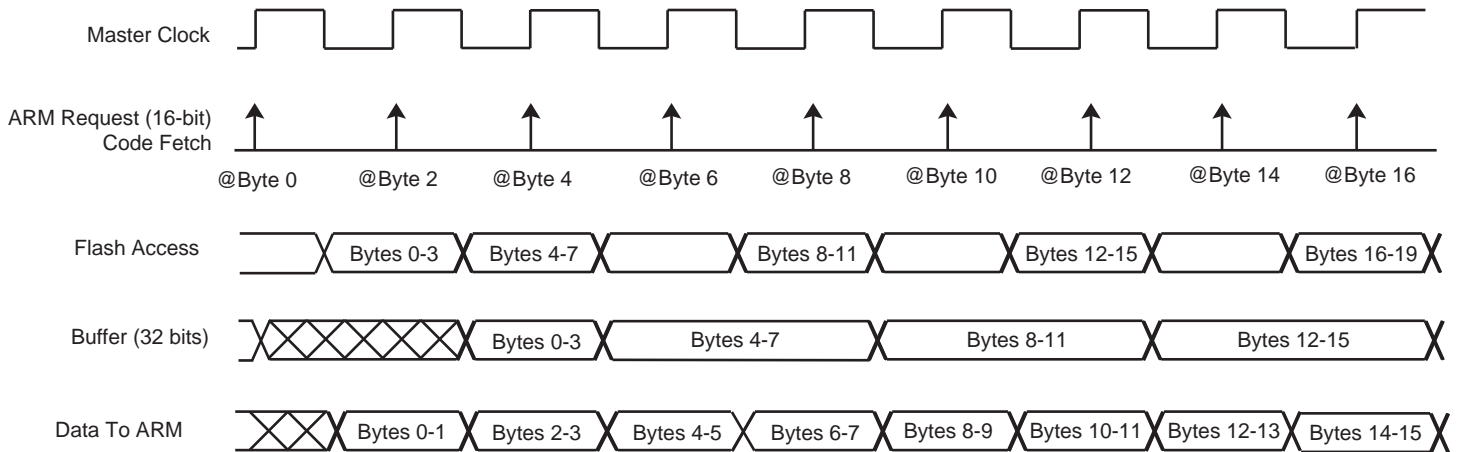 Master Clock
ARM Request (16-bit)
Code Fetch
@Byte 0 @Byte 2 @Byte 4 @Byte 6 @Byte 8 @Byte 10 @Byte 12 @Byte 14 @Byte 16
Flash Access Bytes 0-3 Bytes 4-7 Bytes 8-11 Bytes 12-15 Bytes 16-19
Buffer (32 bits) Bytes 0-3 Bytes 4-7 Bytes 8-11 Bytes 12-15
Data To ARM Bytes 0-1 Bytes 2-3 Bytes 4-5 Bytes 6-7 Bytes 8-9 Bytes 10-11 Bytes 12-13 Bytes 14-15